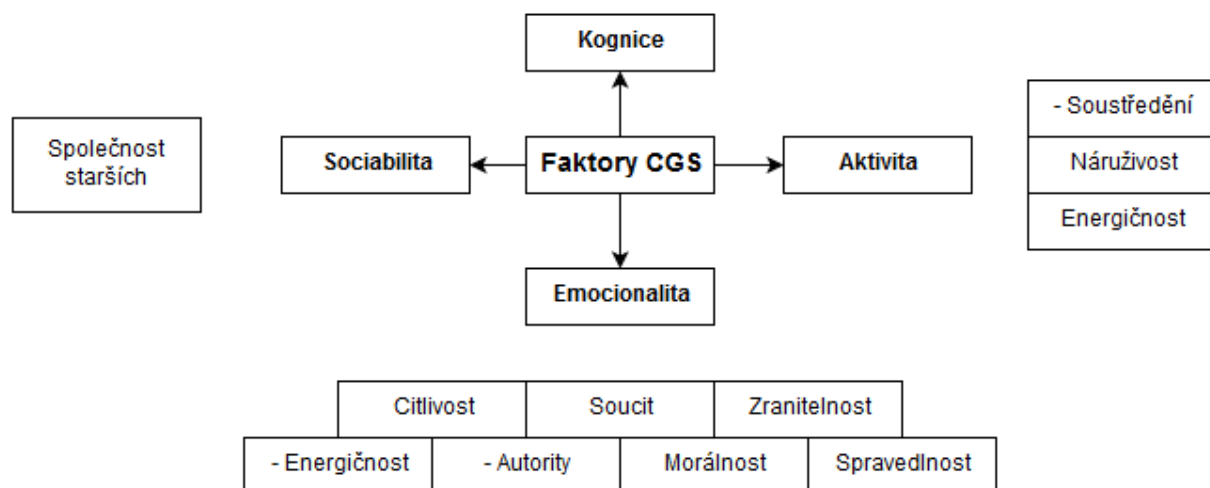 Kognice
- Soustředění
Společnost
starších
Sociabilita
Faktory CGS
Aktivita
Náruživost
Energičnost
Emocionalita
Citlivost
Soucit
Zranitelnost
- Energičnost
- Autority
Morálnost
Spravedlnost